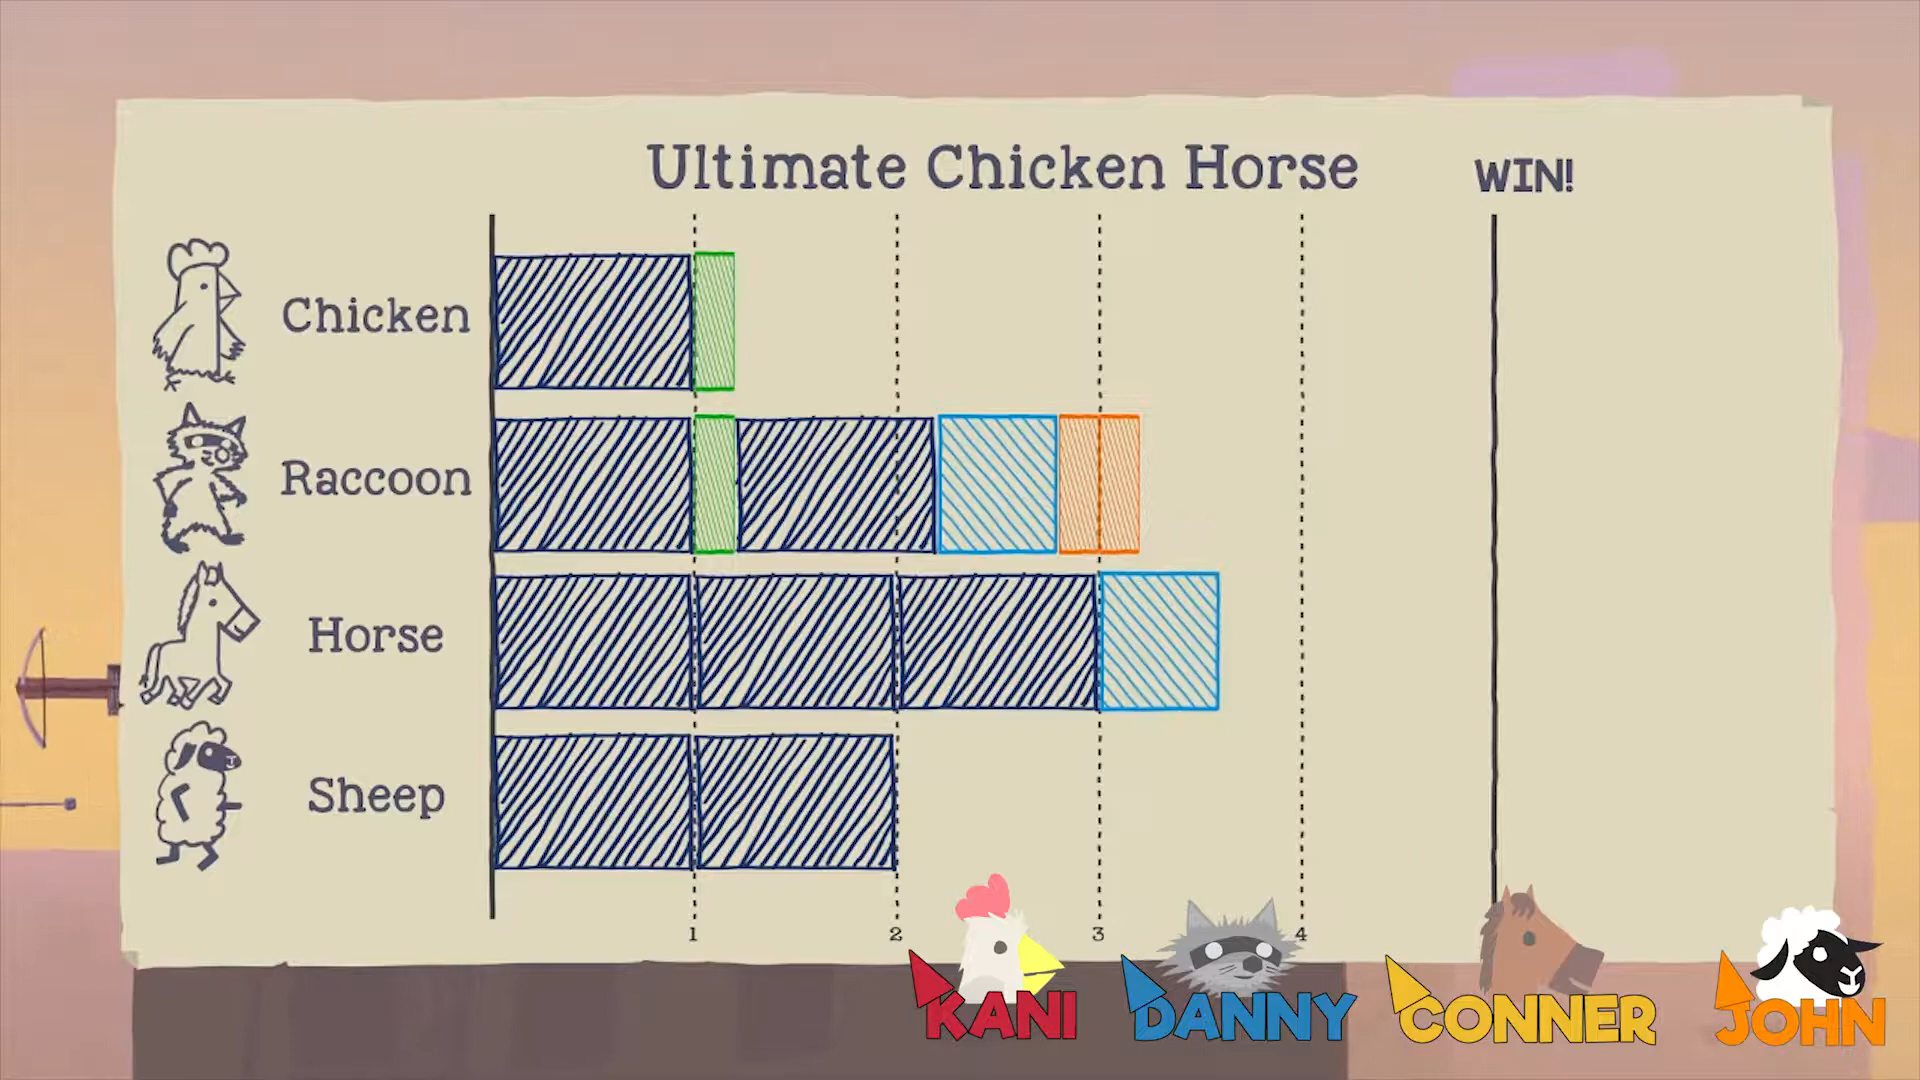 Ultimate Chicken Horse
WIN!
Chicken
Raccoon
Horse
Sheep
1 2 3 4
KANI
DANNY
CONNER
JOHN